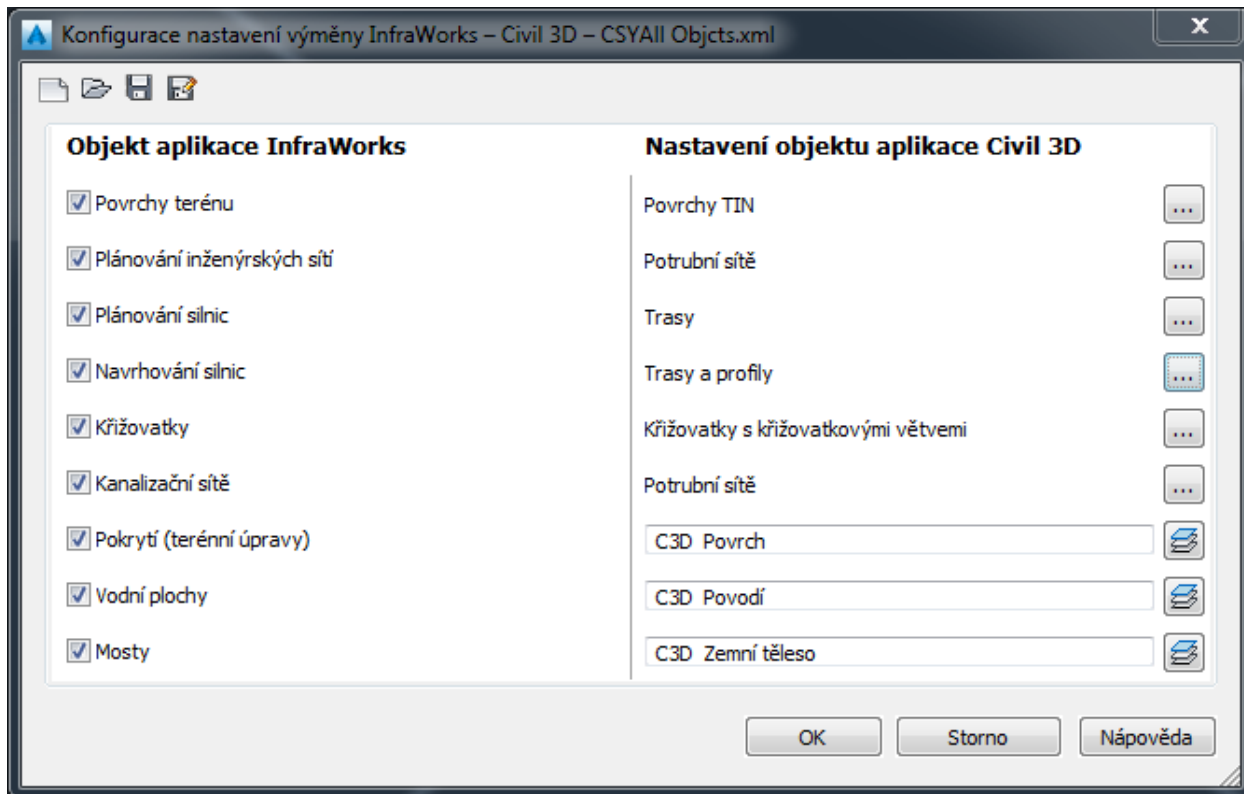 Konfigurace nastavení výměny InfraWorks – Civil 3D – CSYAll Objcts.xml
Objekt aplikace InfraWorks
Nastavení objektu aplikace Civil 3D
Povrchy terénu
Povrchy TIN
...
Plánování inženýrských sítí
Potrubní sítě
...
Plánování silnic
Trasy
...
Navrhování silnic
Trasy a profily
...
Křižovatky
Křižovatky s křižovatkovými větvemi
...
Kanalizační sítě
Potrubní sítě
...
Pokrytí (terénní úpravy)
C3D Povrch
Vodní plochy
C3D Povodí
Mosty
C3D Zemní těleso
OK
Storno
Nápověda